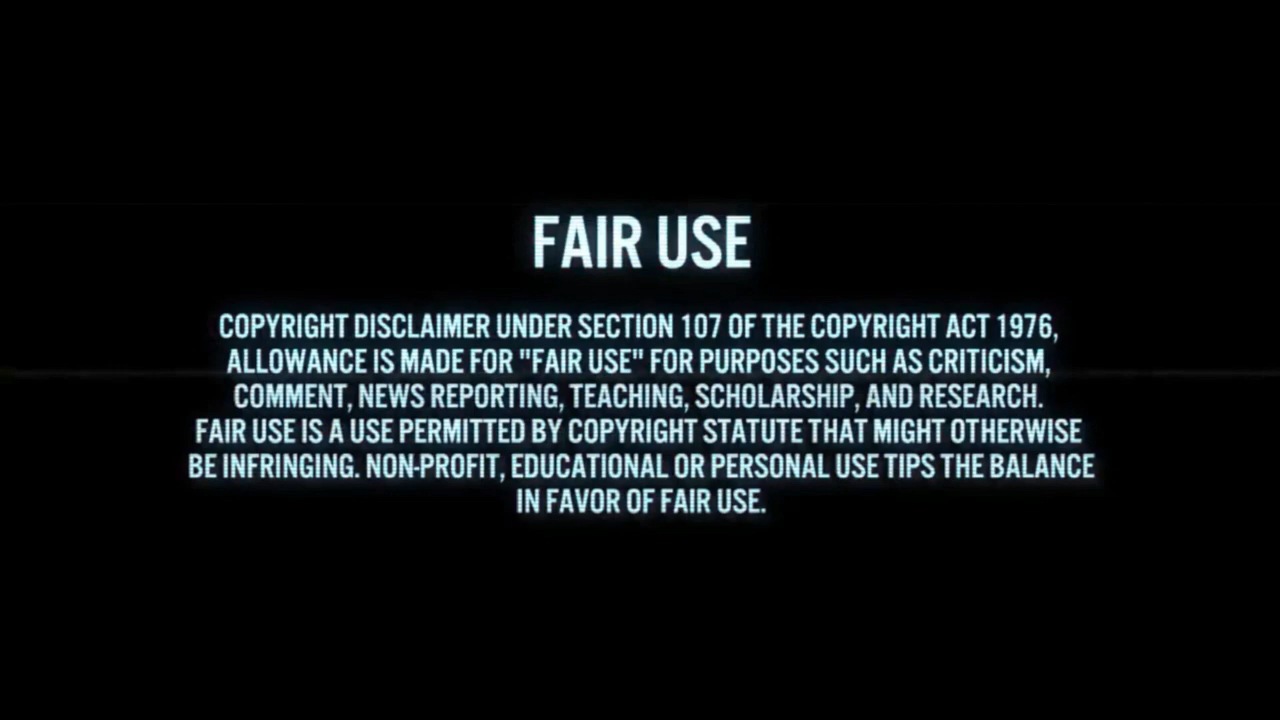 FAIR USE
COPYRIGHT DISCLAIMER UNDER SECTION 107 OF THE COPYRIGHT ACT 1976,
ALLOWANCE IS MADE FOR "FAIR USE" FOR PURPOSES SUCH AS CRITICISM,
COMMENT, NEWS REPORTING, TEACHING, SCHOLARSHIP, AND RESEARCH.
FAIR USE IS A USE PERMITTED BY COPYRIGHT STATUTE THAT MIGHT OTHERWISE
BE INFRINGING. NON-PROFIT, EDUCATIONAL OR PERSONAL USE TIPS THE BALANCE
IN FAVOR OF FAIR USE.